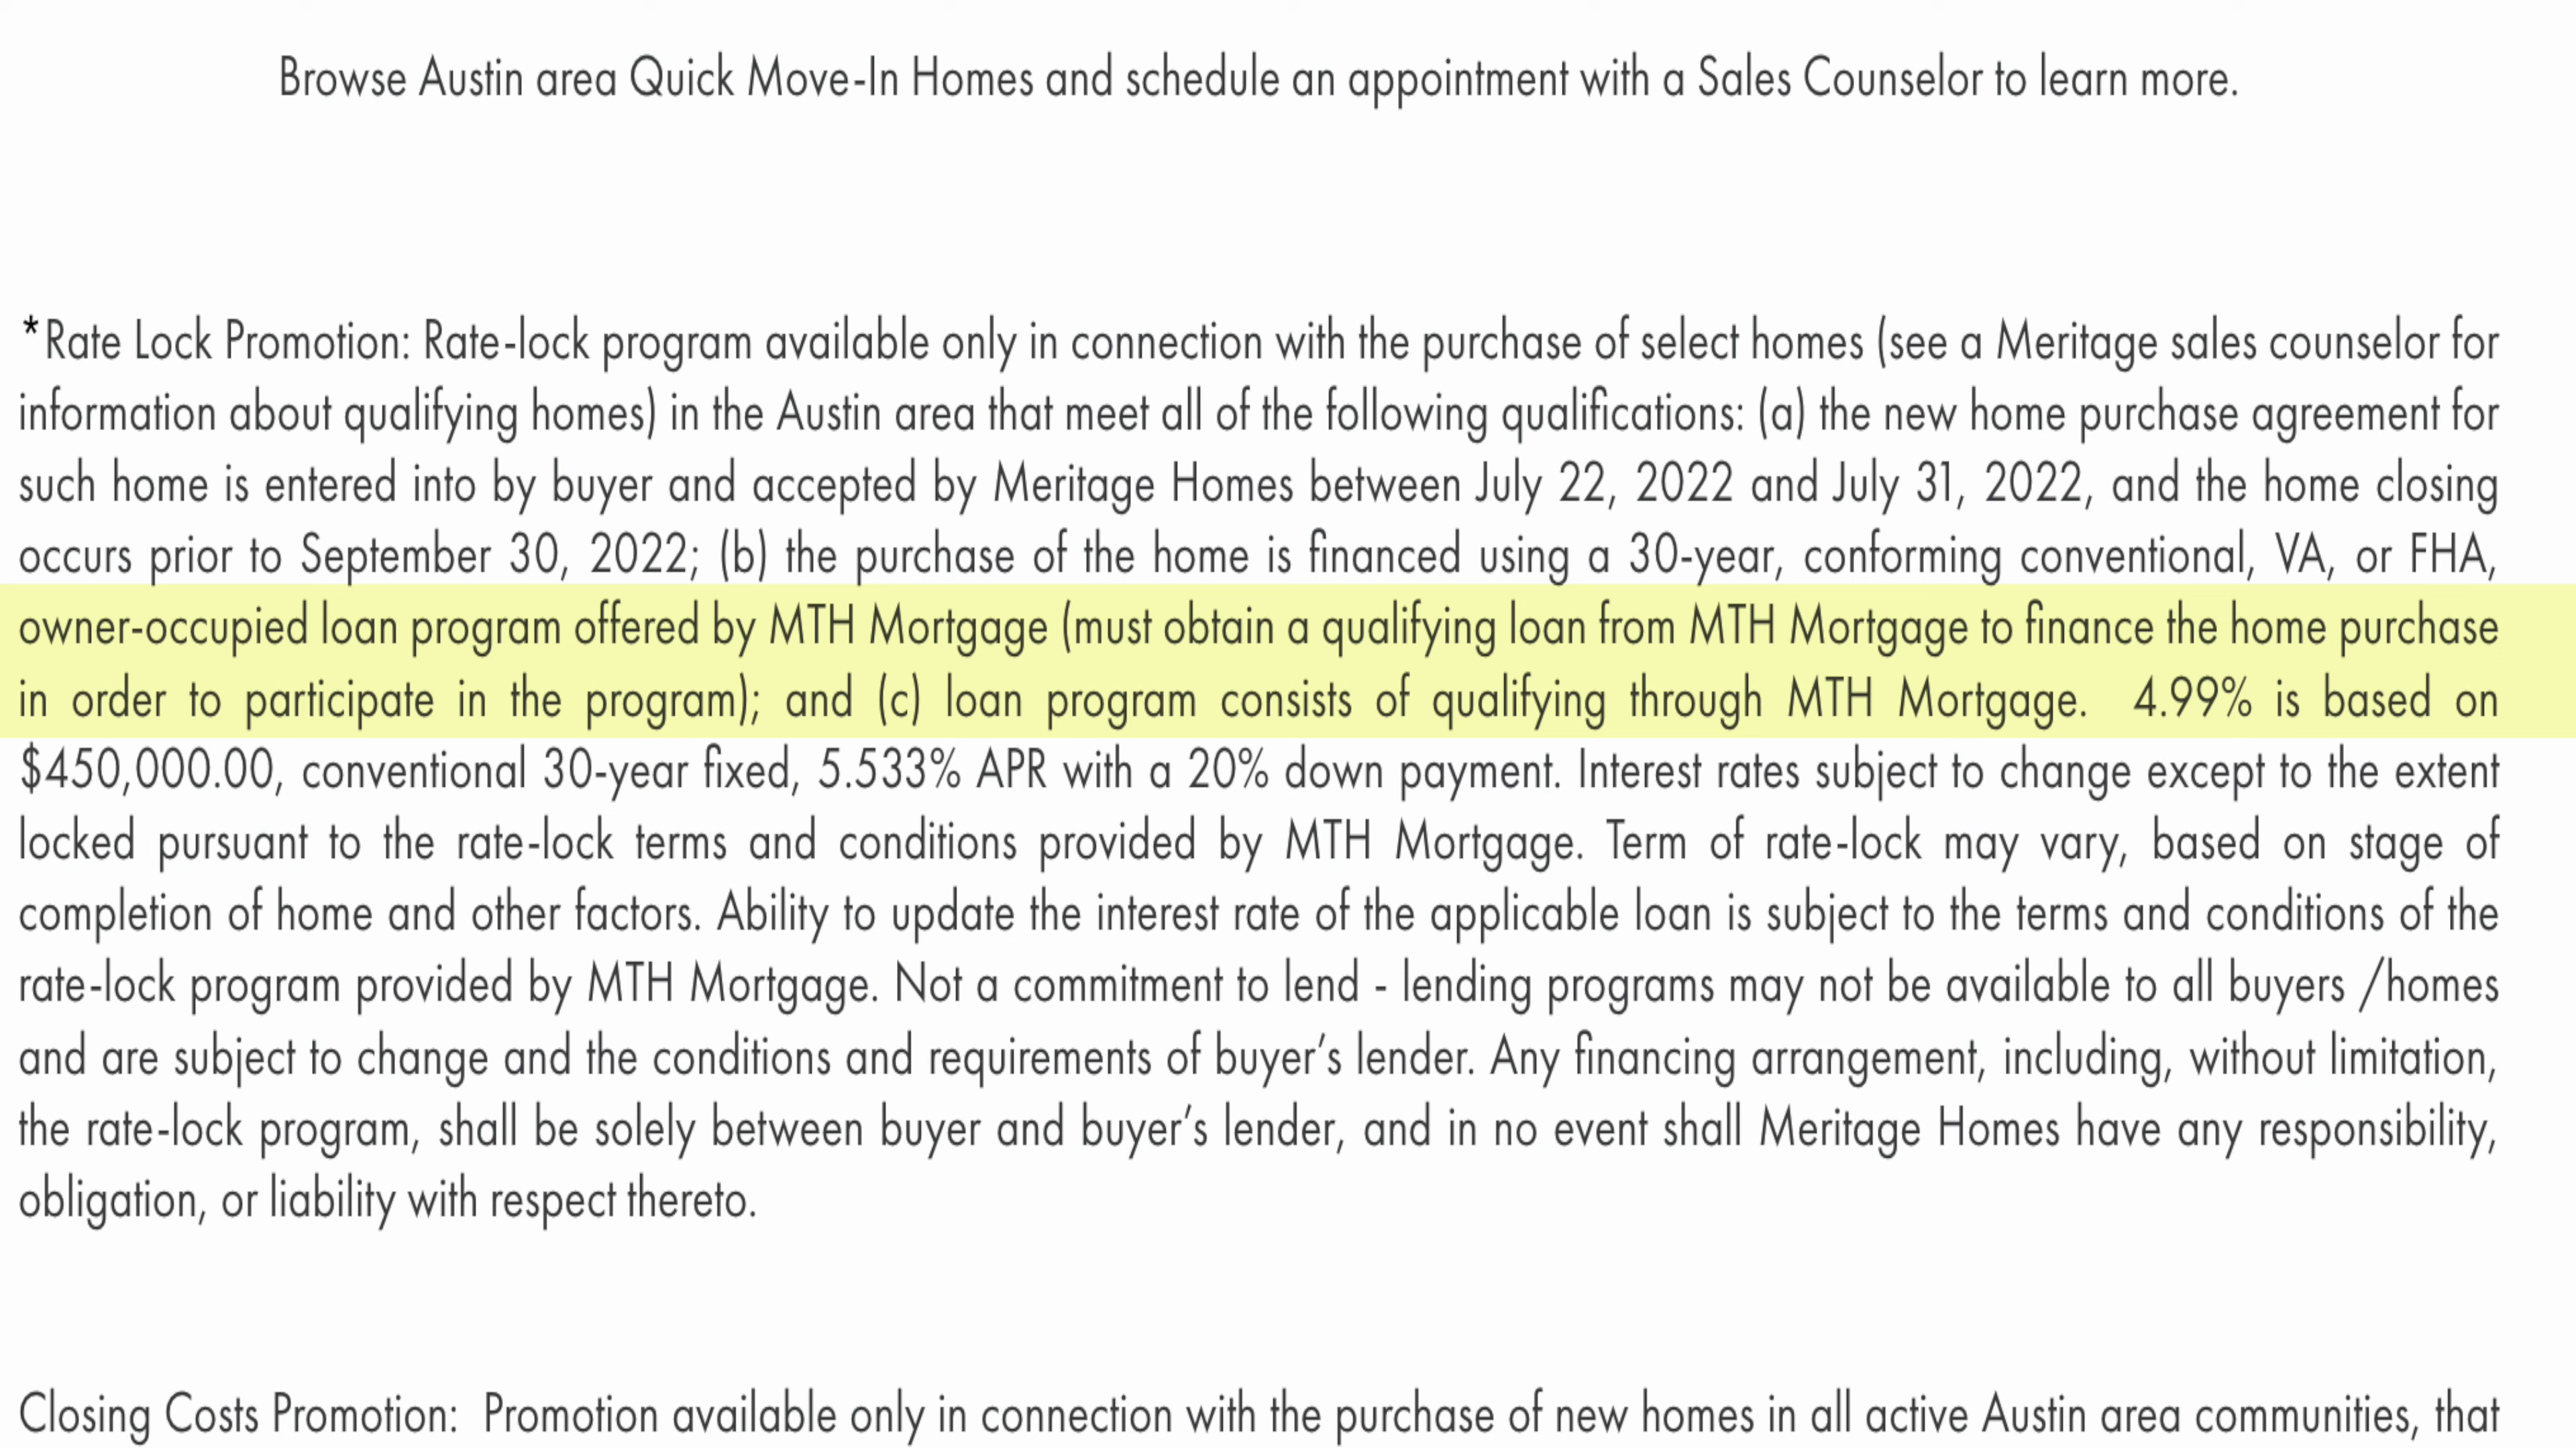 Browse Austin area Quick Move-In Homes and schedule an appointment with a Sales Counselor to learn more.
*Rate Lock Promotion: Rate-lock program available only in connection with the purchase of select homes (see a Meritage sales counselor for
information about qualifying homes) in the Austin area that meet all of the following qualifications: (a) the new home purchase agreement for
such home is entered into by buyer and accepted by Meritage Homes between July 22, 2022 and July 31, 2022, and the home closing
occurs prior to September 30, 2022; (b) the purchase of the home is financed using a 30-year, conforming conventional, VA, or FHA,
owner-occupied loan program offered by MTH Mortgage (must obtain a qualifying loan from MTH Mortgage to finance the home purchase
in order to participate in the program); and (c) loan program consists of qualifying through MTH Mortgage. 4.99% is based on
$450,000.00, conventional 30-year fixed, 5.533% APR with a 20% down payment. Interest rates subject to change except to the extent
locked pursuant to the rate-lock terms and conditions provided by MTH Mortgage. Term of rate-lock may vary, based on stage of
completion of home and other factors. Ability to update the interest rate of the applicable loan is subject to the terms and conditions of the
rate-lock program provided by MTH Mortgage. Not a commitment to lend - lending programs may not be available to all buyers /homes
and are subject to change and the conditions and requirements of buyer’s lender. Any financing arrangement, including, without limitation,
the rate-lock program, shall be solely between buyer and buyer’s lender, and in no event shall Meritage Homes have any responsibility,
obligation, or liability with respect thereto.
Closing Costs Promotion: Promotion available only in connection with the purchase of new homes in all active Austin area communities, that